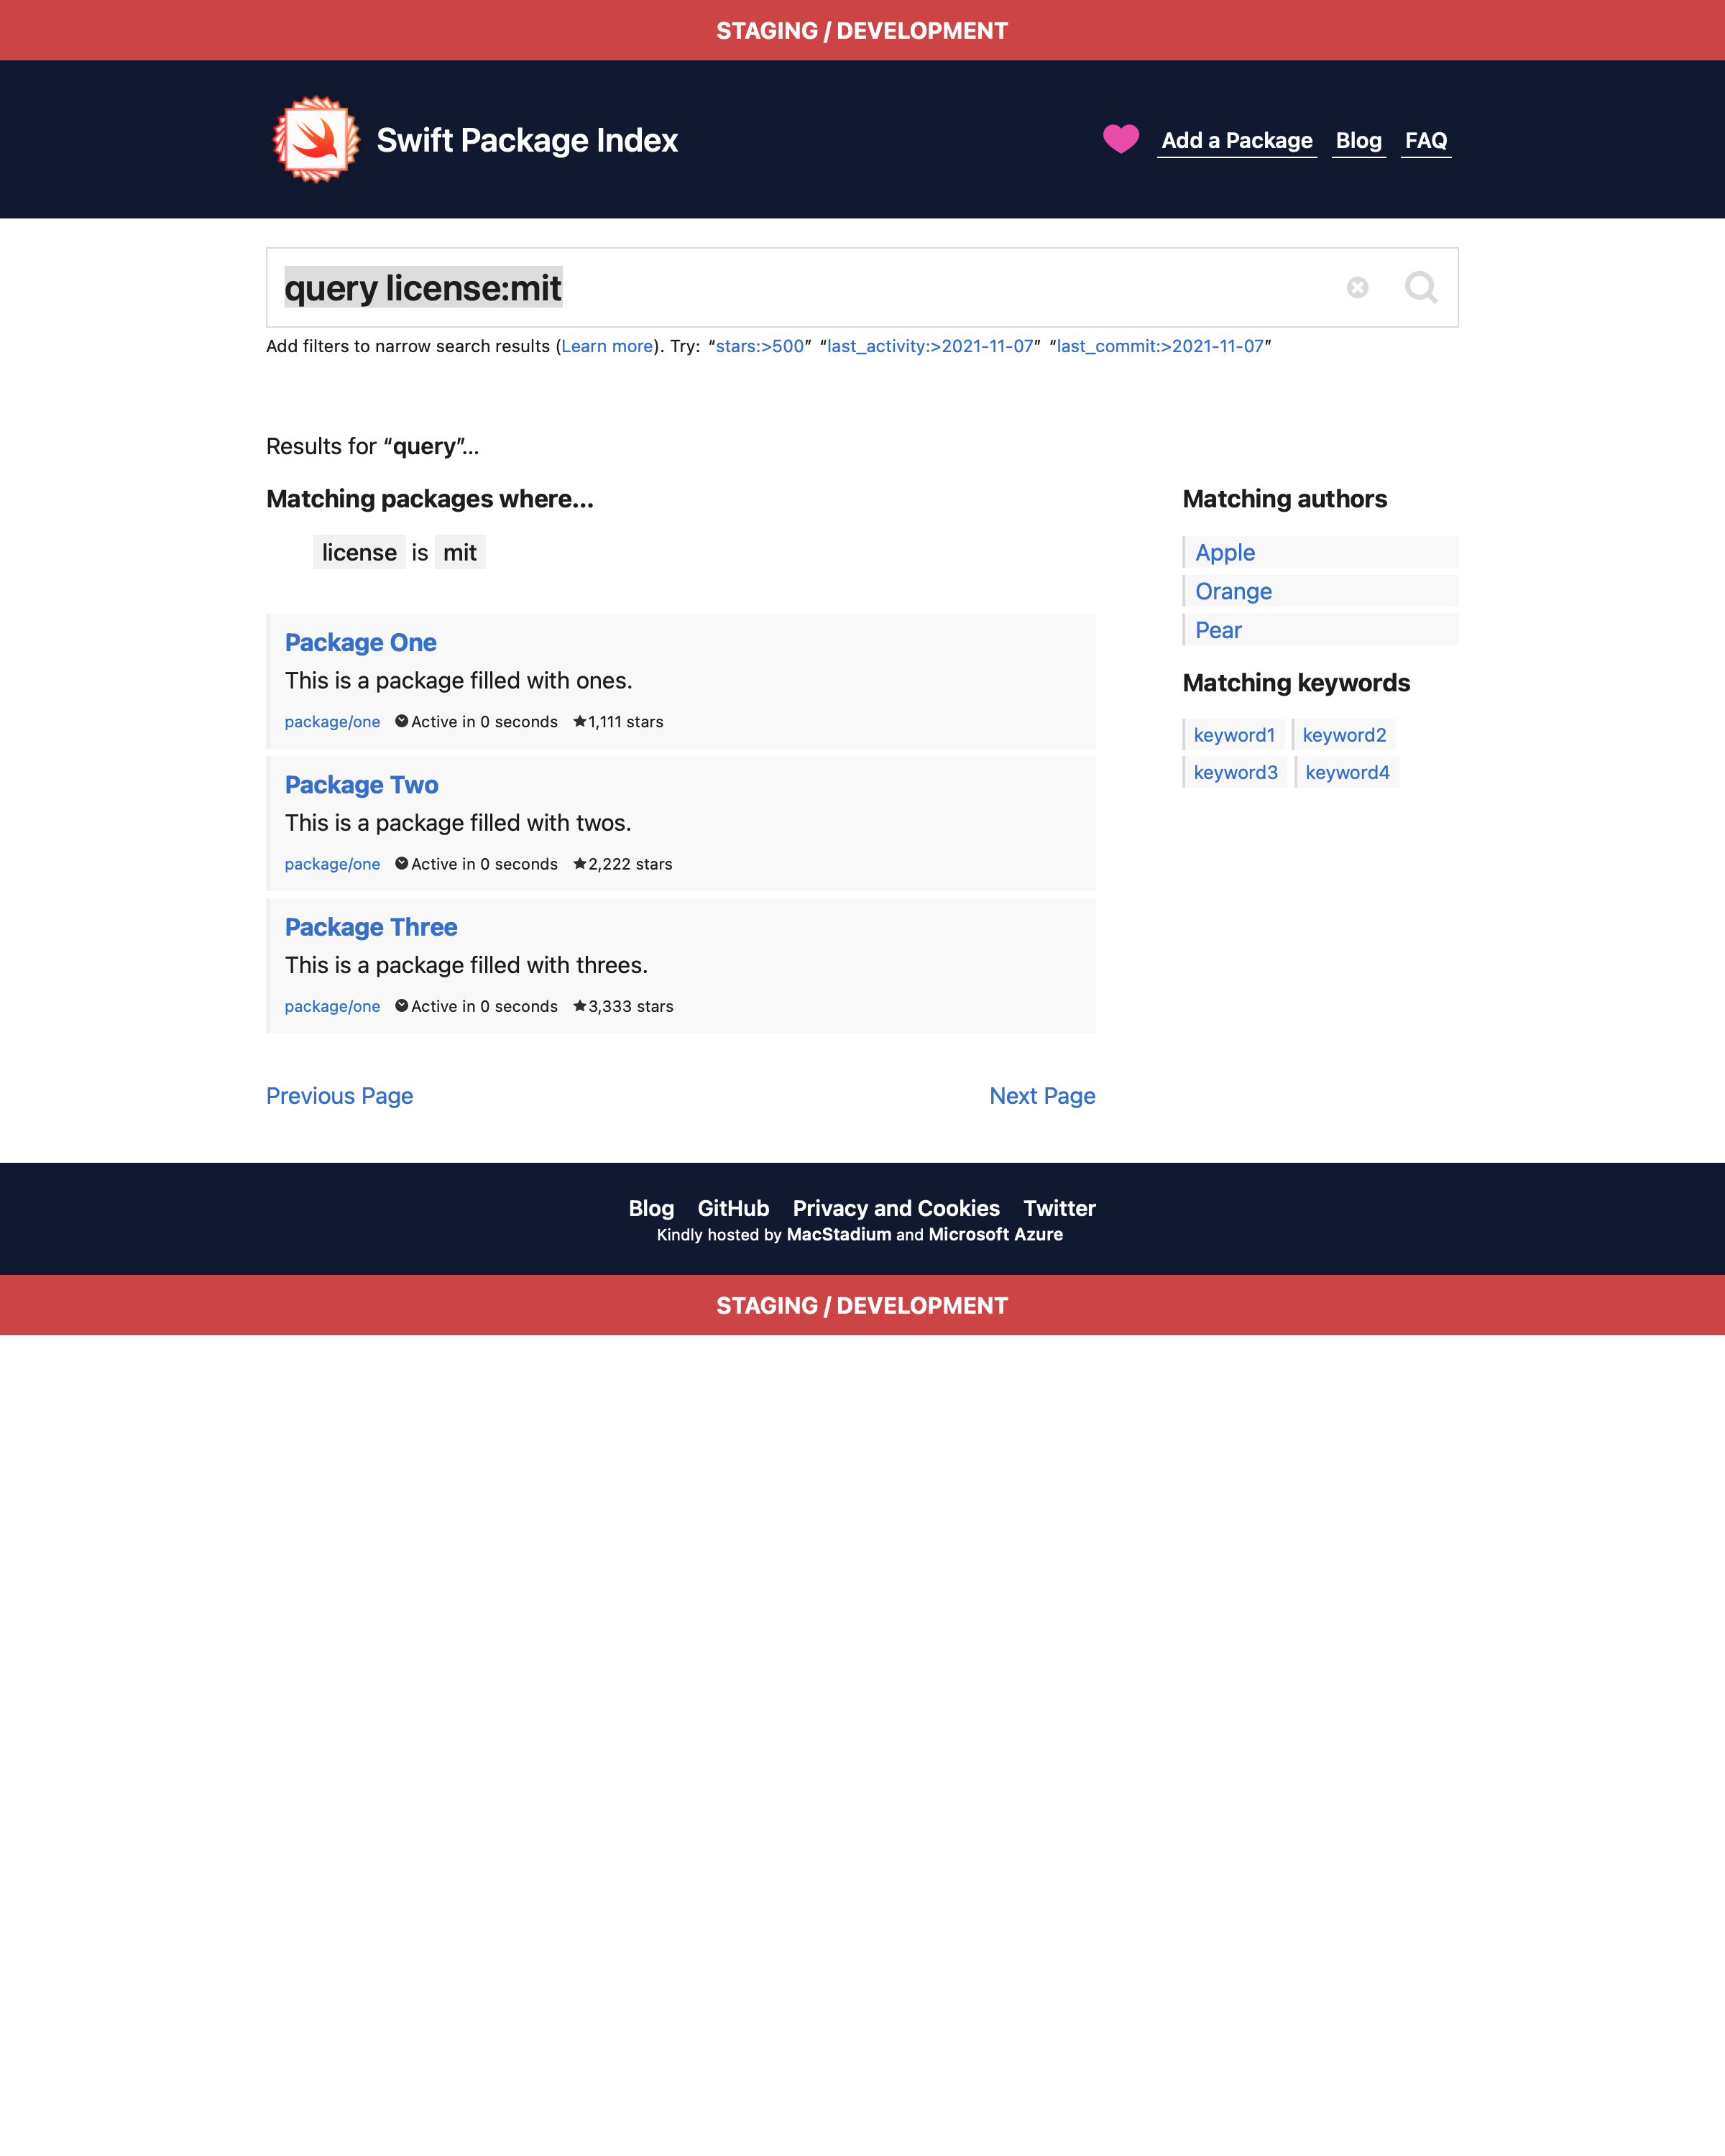 STAGING / DEVELOPMENT
Swift Package Index
Add a Package Blog FAQ
query license:mit
Add filters to narrow search results (Learn more). Try: “stars:>500” “last_activity:>2021-11-07” “last_commit:>2021-11-07”
Results for “query”...
Matching packages where...
license is mit
Package One
This is a package filled with ones.
package/one Active in 0 seconds 1,111 stars
Package Two
This is a package filled with twos.
package/one Active in 0 seconds 2,222 stars
Package Three
This is a package filled with threes.
package/one Active in 0 seconds 3,333 stars
Previous Page Next Page
Matching authors
Apple
Orange
Pear
Matching keywords
keyword1 keyword2
keyword3 keyword4
Blog GitHub Privacy and Cookies Twitter
Kindly hosted by MacStadium and Microsoft Azure
STAGING / DEVELOPMENT